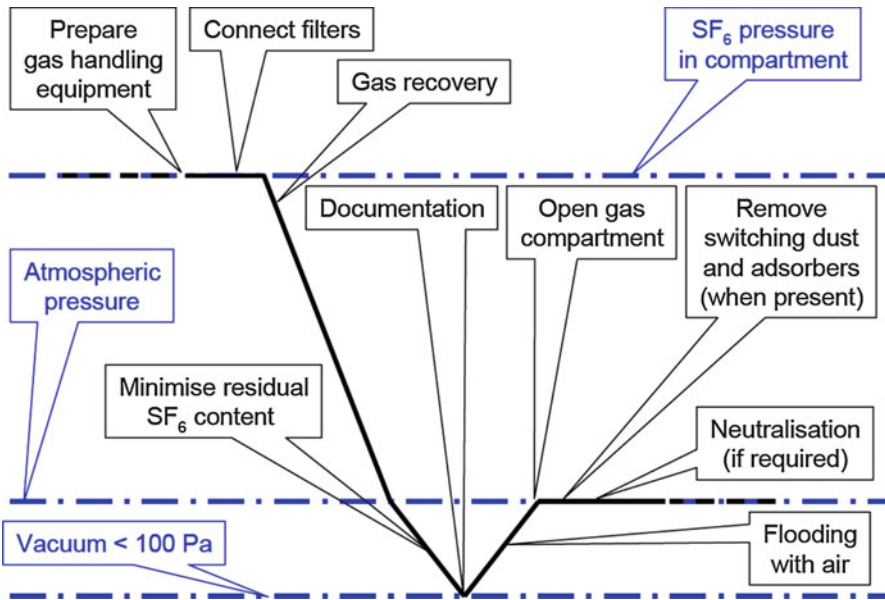 Prepare
gas handling
equipment
Connect filters
Gas recovery
SF₆ pressure
in compartment
Documentation
Open gas
compartment
Remove
switching dust
and adsorbers
(when present)
Atmospheric
pressure
Minimise residual
SF₆ content
Neutralisation
(if required)
Vacuum < 100 Pa
Flooding
with air